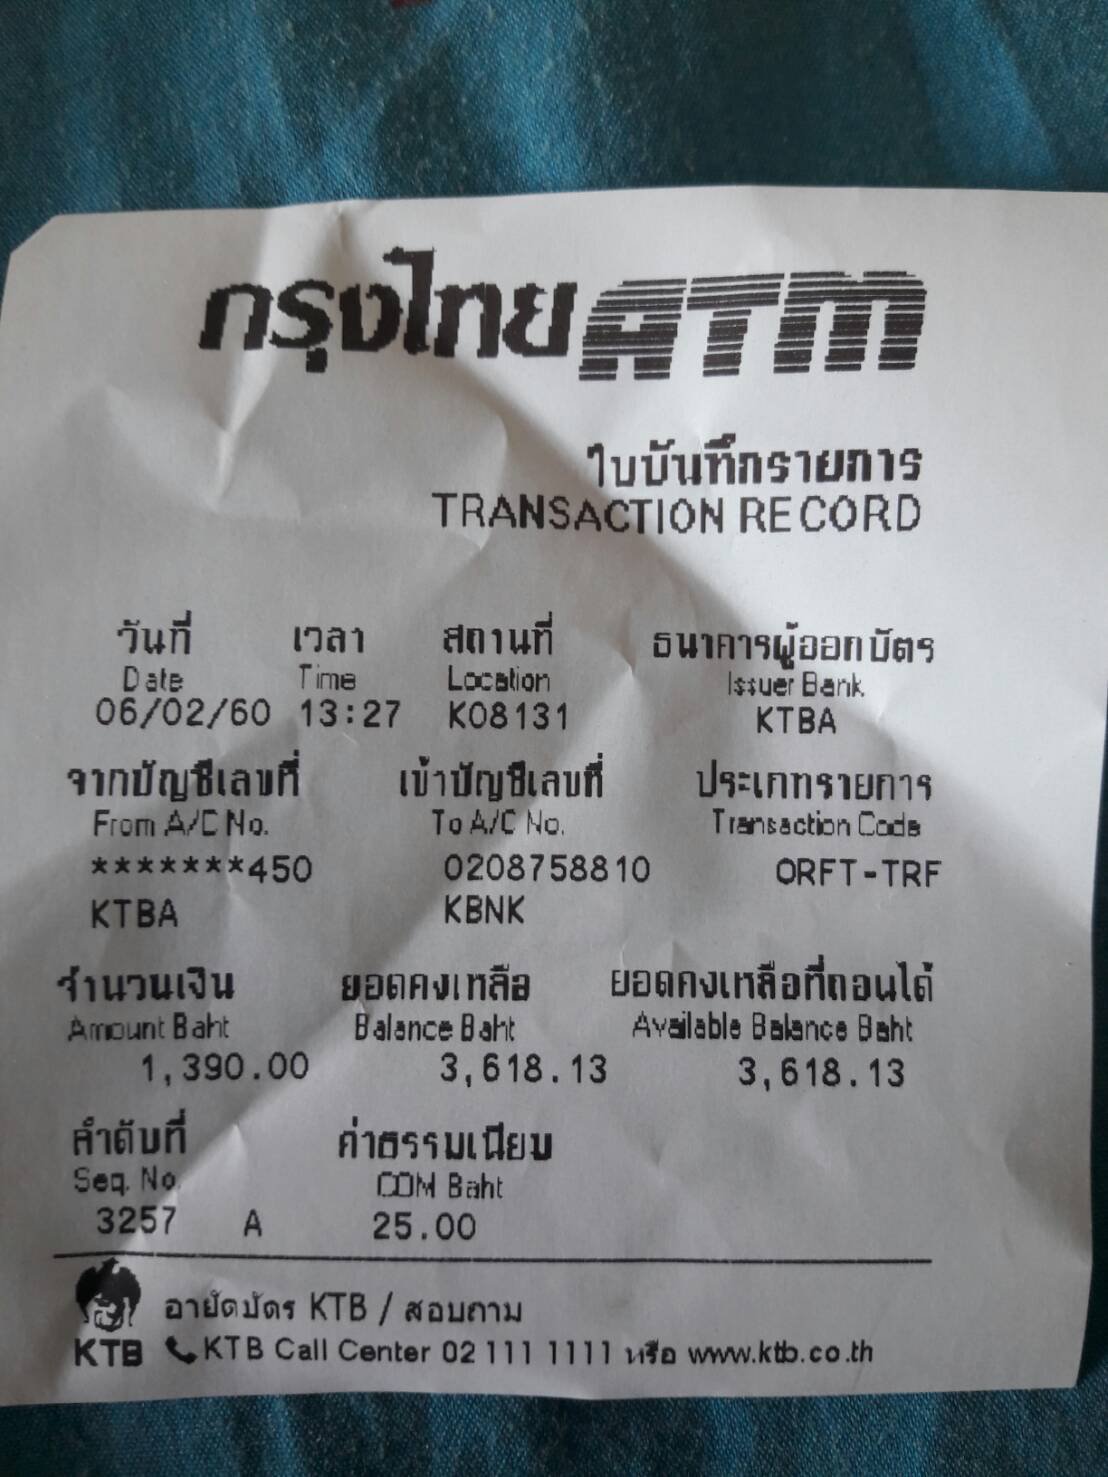 กรุงไทย ATM
ใบบันทึกรายการ
TRANSACTION RECORD
วันที่ เวลา สถานที่ ธนาคารผู้ออกบัตร
Date Time Location Issuer Bank
06/02/60 13:27 K08131 KTBA
จากบัญชีเลขที่ เข้าบัญชีเลขที่ ประเภทรายการ
From A/C No. To A/C No. Transaction Code
*******450 0208758810 ORFT-TRF
KTBA KBNK
จำนวนเงิน ยอดคงเหลือ ยอดคงเหลือที่ถอนได้
Amount Baht Balance Baht Available Balance Baht
1,390.00 3,618.13 3,618.13
ลำดับที่ ค่าธรรมเนียม
Seq. No. COM Baht
3257 A 25.00
อายัดบัตร KTB / สอบถาม
KTB KTB Call Center 02 111 1111 หรือ www.ktb.co.th